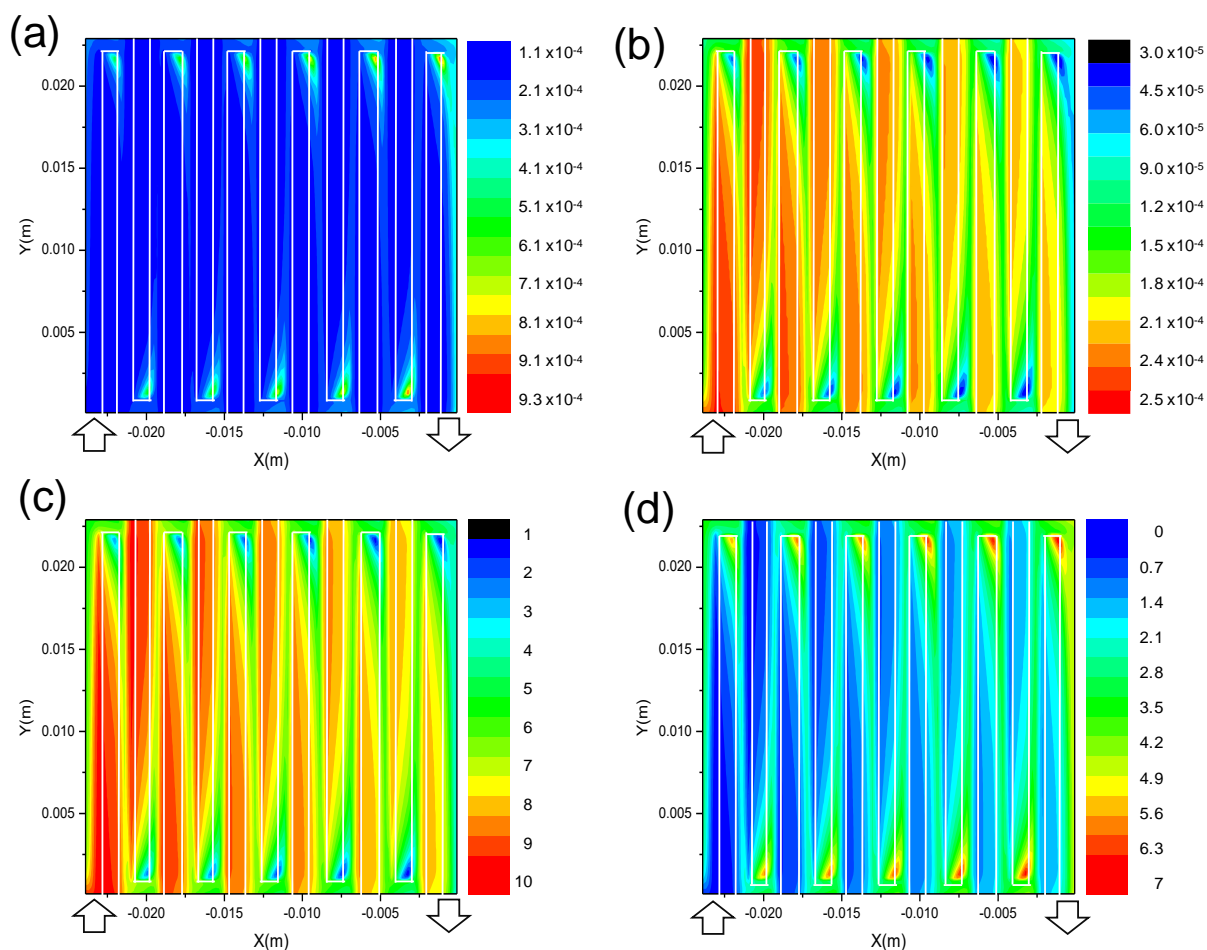 (a)
1.1 x10⁻⁴
2.1 x10⁻⁴
3.1 x10⁻⁴
4.1 x10⁻⁴
5.1 x10⁻⁴
6.1 x10⁻⁴
7.1 x10⁻⁴
8.1 x10⁻⁴
9.1 x10⁻⁴
9.3 x10⁻⁴
0.020
0.015
0.010
0.005
Y(m)
-0.020 -0.015 -0.010 -0.005
X(m)
(b)
3.0 x10⁻⁵
4.5 x10⁻⁵
6.0 x10⁻⁵
9.0 x10⁻⁵
1.2 x10⁻⁴
1.5 x10⁻⁴
1.8 x10⁻⁴
2.1 x10⁻⁴
2.4 x10⁻⁴
2.5 x10⁻⁴
0.020
0.015
0.010
0.005
Y(m)
-0.020 -0.015 -0.010 -0.005
X(m)
(c)
1
2
3
4
5
6
7
8
9
10
0.020
0.015
0.010
0.005
Y(m)
-0.020 -0.015 -0.010 -0.005
X(m)
(d)
0
0.7
1.4
2.1
2.8
3.5
4.2
4.9
5.6
6.3
7
0.020
0.015
0.010
0.005
Y(m)
-0.020 -0.015 -0.010 -0.005
X(m)